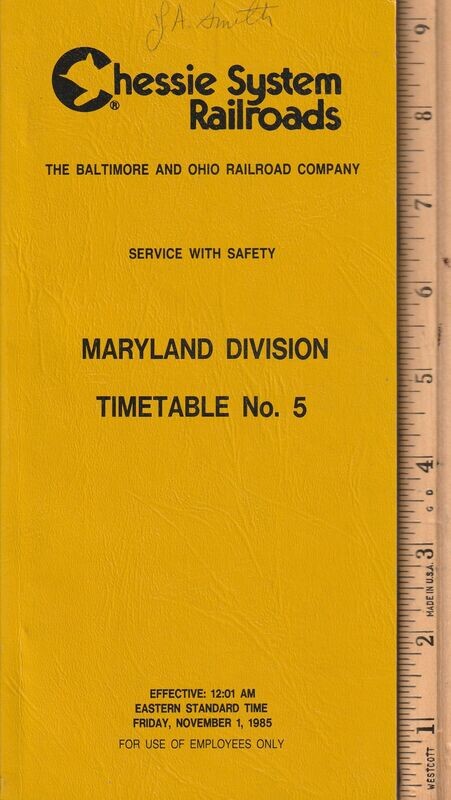 J.A. Smith
Chessie System
Railroads
®
THE BALTIMORE AND OHIO RAILROAD COMPANY
SERVICE WITH SAFETY
MARYLAND DIVISION
TIMETABLE No. 5
EFFECTIVE: 12:01 AM
EASTERN STANDARD TIME
FRIDAY, NOVEMBER 1, 1985
FOR USE OF EMPLOYEES ONLY
9
8
7
6
5
4
C D
3
MADE IN U.S.A.
2
1
WESTCOTT